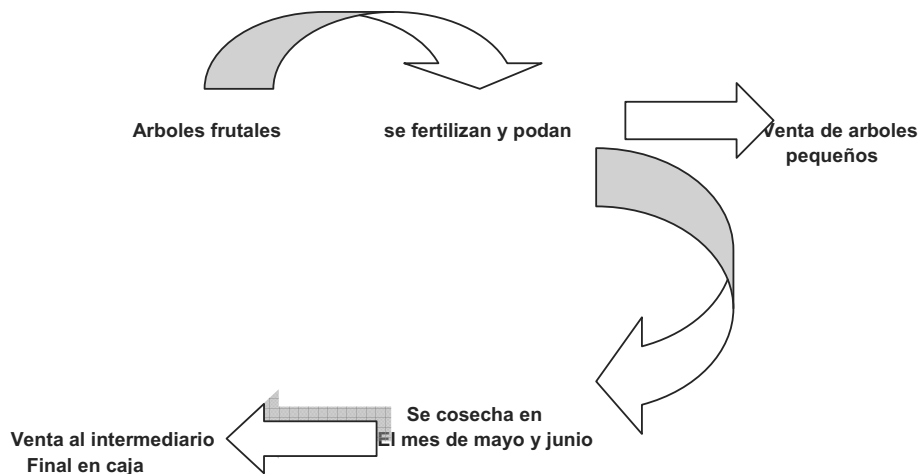 Arboles frutales
se fertilizan y podan
Venta de arboles
pequeños
Se cosecha en
El mes de mayo y junio
Venta al intermediario
Final en caja